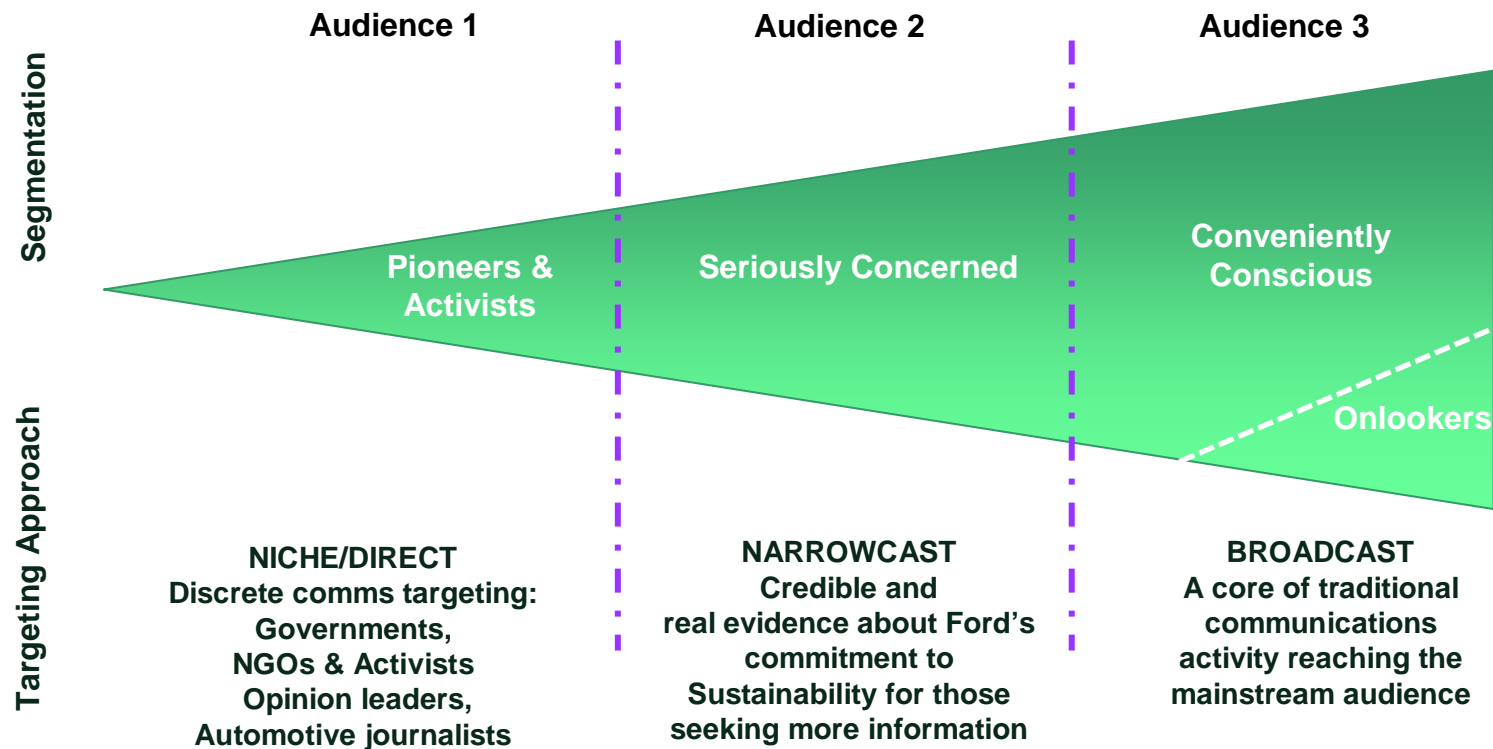 Audience 1
Audience 2
Audience 3
Segmentation
Pioneers &
Activists
Seriously Concerned
Conveniently
Conscious
Onlookers
Targeting Approach
NICHE/DIRECT
Discrete comms targeting:
Governments,
NGOs & Activists
Opinion leaders,
Automotive journalists
NARROWCAST
Credible and
real evidence about Ford's
commitment to
Sustainability for those
seeking more information
BROADCAST
A core of traditional
communications
activity reaching the
mainstream audience